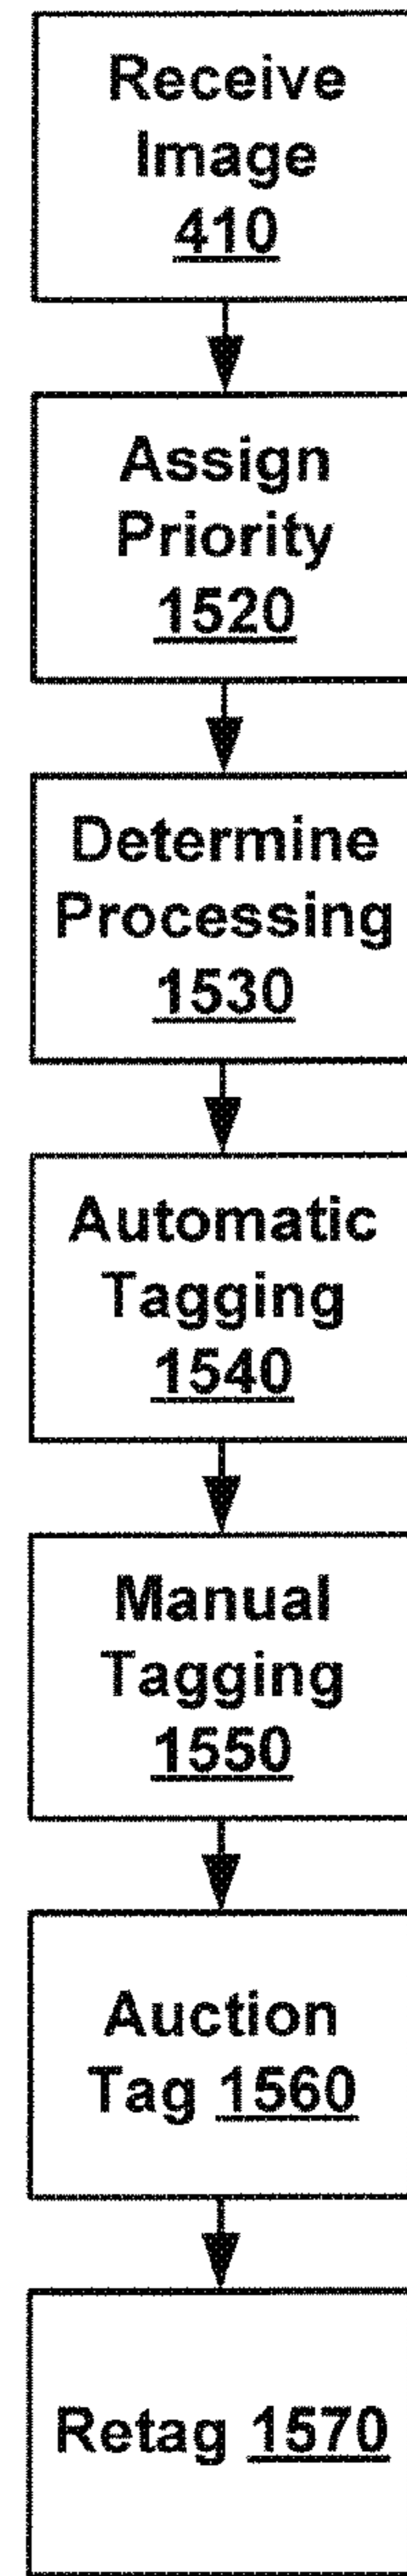 Receive
Image
410
Assign
Priority
1520
Determine
Processing
1530
Automatic
Tagging
1540
Manual
Tagging
1550
Auction
Tag 1560
Retag 1570